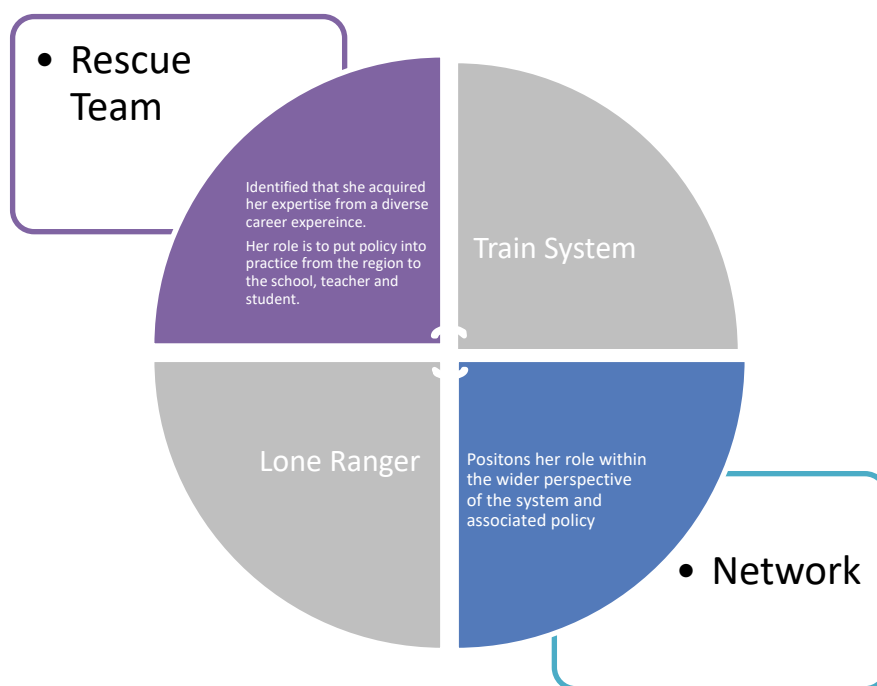 • Rescue
Team
Identified that she acquired
her expertise from a diverse
career expereince.
Her role is to put policy into
practice from the region to
the school, teacher and
student.
Train System
Lone Ranger
Positons her role within
the wider perspective
of the system and
associated policy
• Network